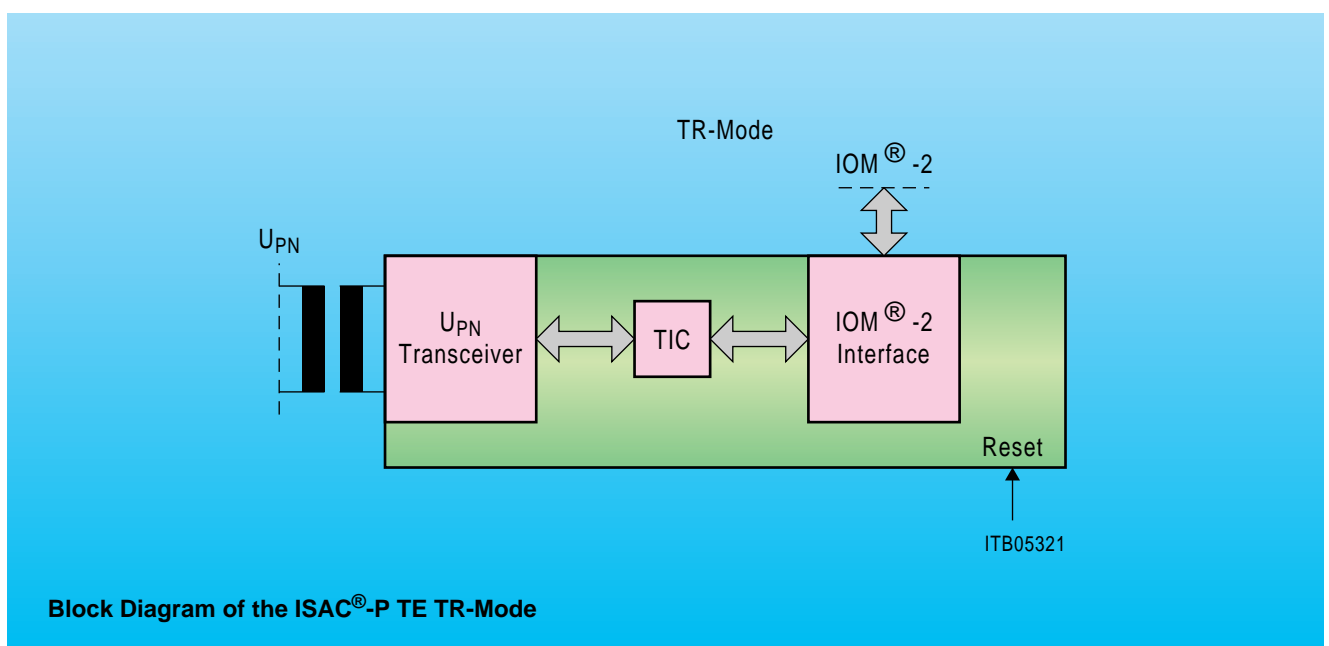 TR-Mode
IOM® -2
UPN
UPN
Transceiver
TIC
IOM® -2
Interface
Reset
ITB05321
Block Diagram of the ISAC®-P TE TR-Mode